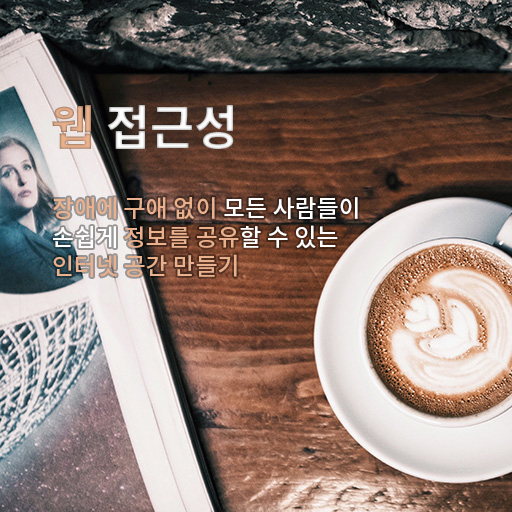 웹 접근성
장애에 구애 없이 모든 사람들이
손쉽게 정보를 공유할 수 있는
인터넷 공간 만들기